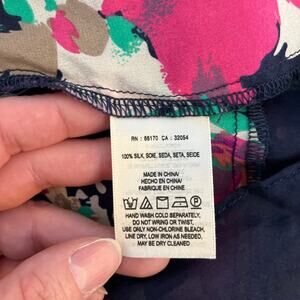 RN : 66170 CA : 32054
100% SILK, SOIE, SEDA, SETA, SEIDE
MADE IN CHINA/
HECHO EN CHINA/
FABRIQUE EN CHINE
HAND WASH COLD SEPARATELY,
DO NOT WRING OR TWIST,
USE ONLY NON-CHLORINE BLEACH,
LINE DRY, LOW IRON AS NEEDED,
MAY BE DRY CLEANED